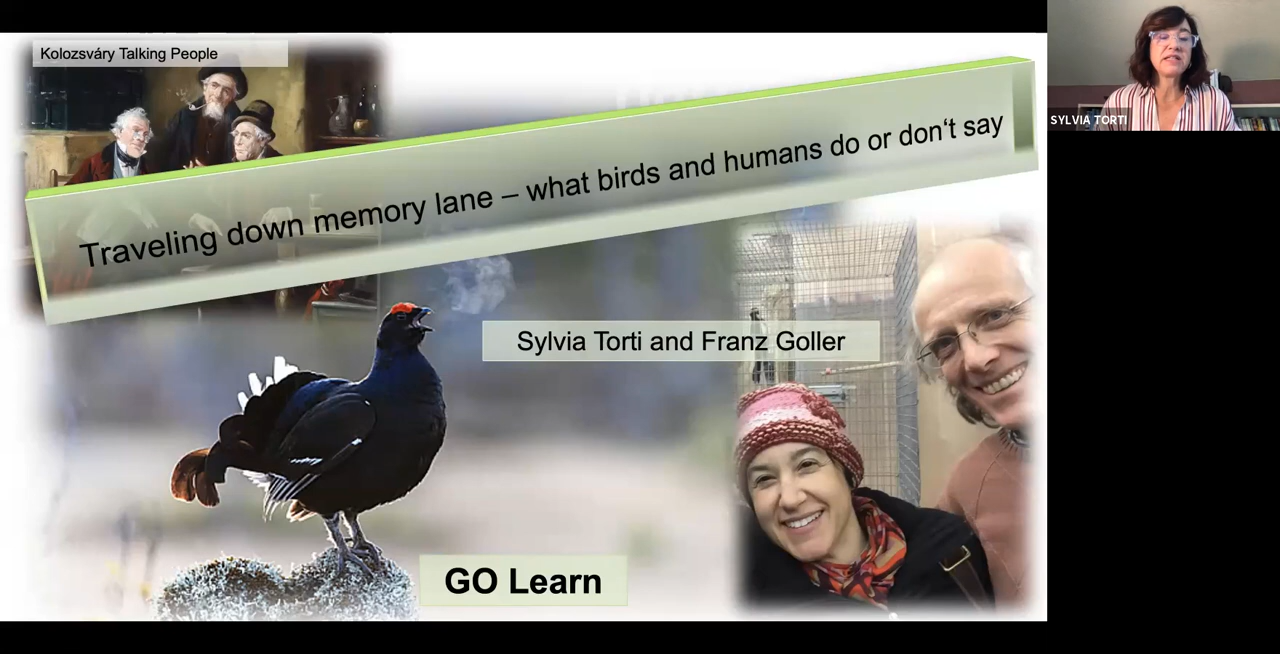 Kolozsváry Talking People
Traveling down memory lane – what birds and humans do or don‘t say
Sylvia Torti and Franz Goller
GO Learn
SYLVIA TORTI